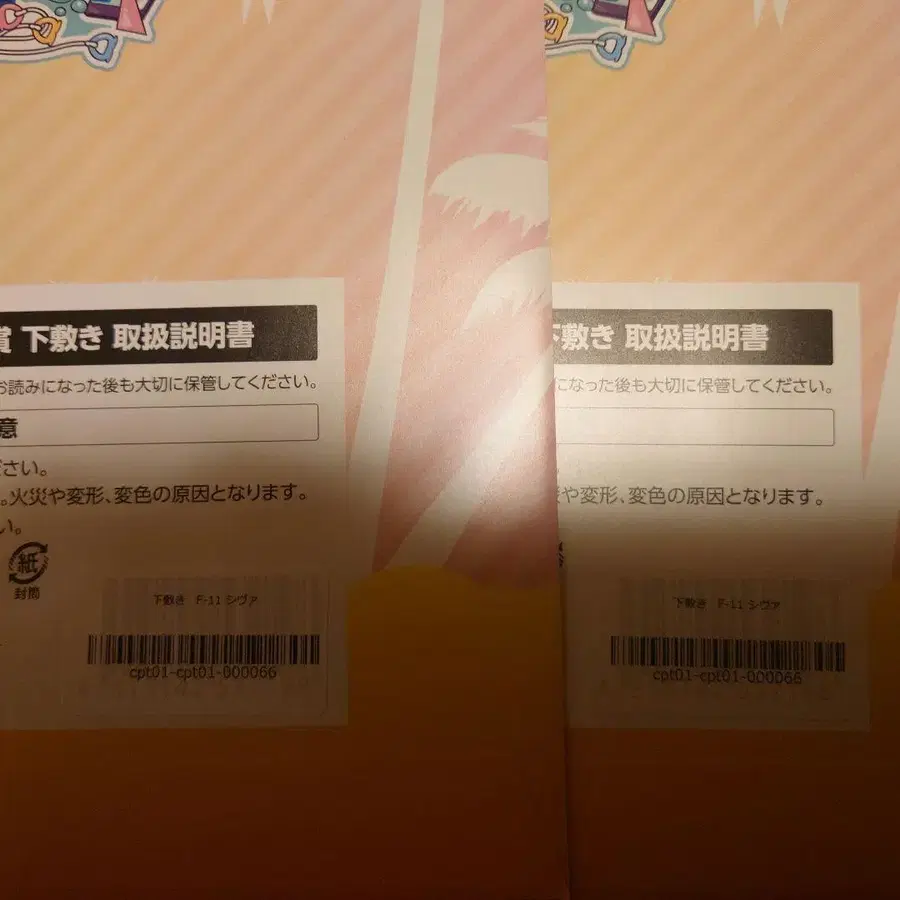 賞 下敷き 取扱説明書
お読みになった後も大切に保管してください。
意
ださい。
。火災や変形、変色の原因となります。
い。
紙
封筒
下敷き F-11 シヴァ
cpt01-cpt01-000066
下敷き 取扱説明書
になった後も大切に保管してください。
や変形、変色の原因となります。
下敷き F-11 シヴァ
cpt01-cpt01-000066